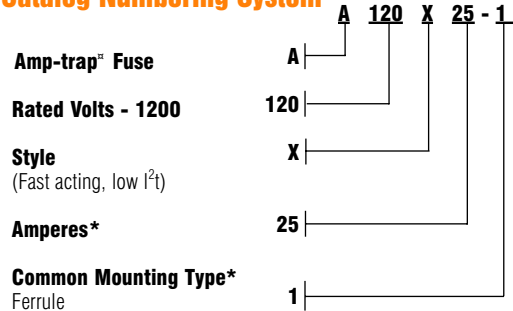 Catalog Numbering System
A 120 X 25 - 1
Amp-trap¤ Fuse A
Rated Volts - 1200 120
Style X
(Fast acting, low I²t)
Amperes* 25
Common Mounting Type*
Ferrule 1